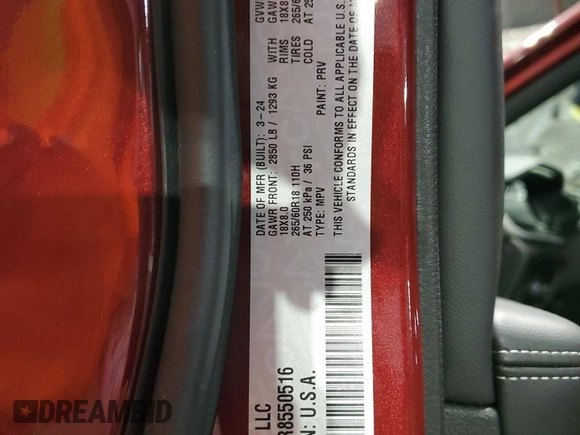 LLC
DATE OF MFR (BUILT): 3-24
GVW
GAWR FRONT: 2850 LB / 1293 KG WITH
18X8.0 RIMS 18X8
265/60R18 110H TIRES 265/6
AT 250 kPa / 36 PSI COLD AT 25
R8550516
TYPE: MPV PAINT: PRV
N: U.S.A.
THIS VEHICLE CONFORMS TO ALL APPLICABLE U.S.
STANDARDS IN EFFECT ON THE DATE OF
DREAMBID